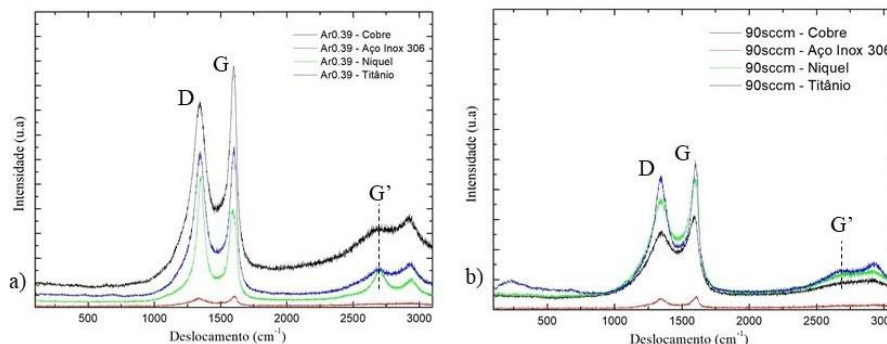 Ar0.39 - Cobre
Ar0.39 - Aço Inox 306
Ar0.39 - Niquel
Ar0.39 - Titânio
D
G
G’
Intensidade (u.a)
a)
500
1000
1500
2000
2500
3000
Deslocamento (cm⁻¹)
90sccm - Cobre
90sccm - Aço Inox 306
90sccm - Niquel
90sccm - Titânio
D
G
G’
Intensidade (u.a)
b)
500
1000
1500
2000
2500
Deslocamento (cm⁻¹)